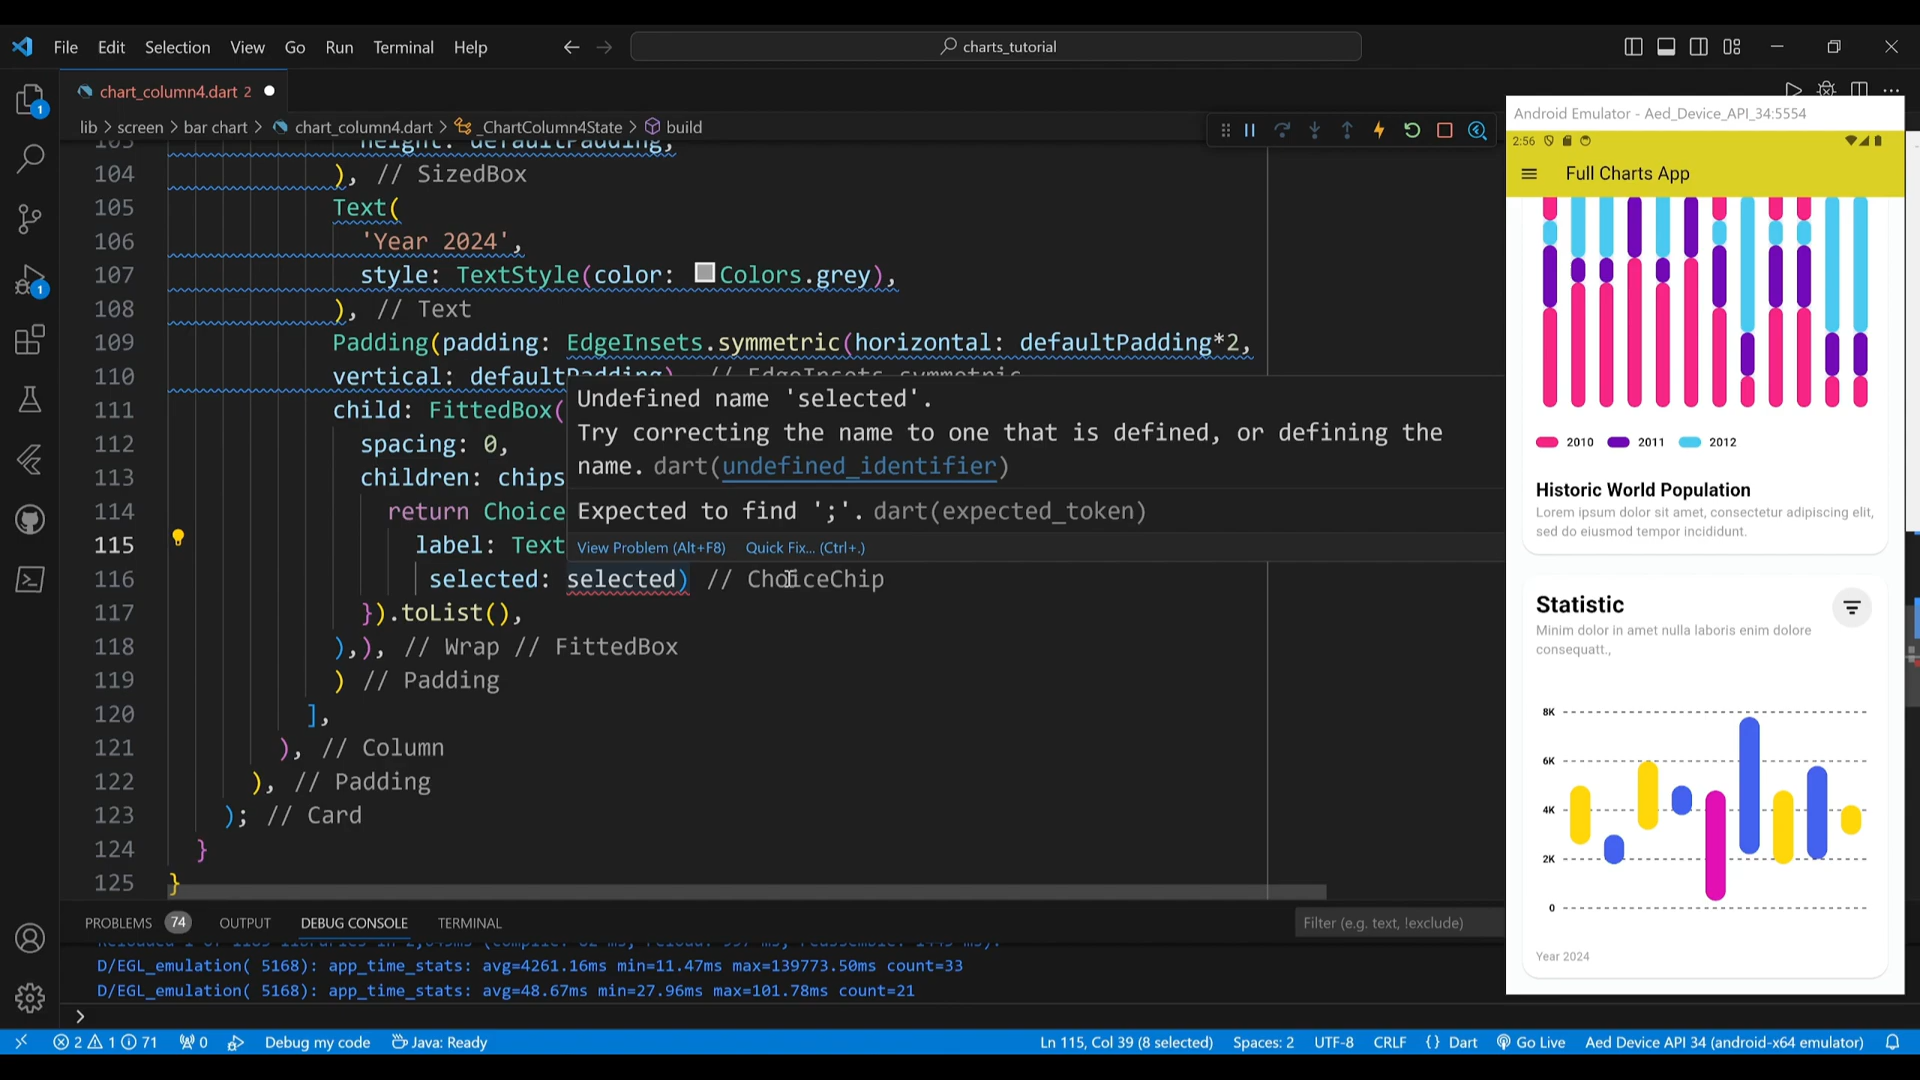 File Edit Selection View Go Run Terminal Help
charts_tutorial
chart_column4.dart 2
lib > screen > bar chart > chart_column4.dart > _ChartColumn4State > build
103 height: defaultPadding,
104 ), // SizedBox
105 Text(
106 'Year 2024',
107 style: TextStyle(color: Colors.grey),
108 ), // Text
109 Padding(padding: EdgeInsets.symmetric(horizontal: defaultPadding*2,
110 vertical: defaultPadding), // EdgeInsets.symmetric
111 child: FittedBox(
112 spacing: 0,
113 children: chips
114 return Choice
115 label: Text
116 selected: selected) // ChoiceChip
117 }).toList(),
118 ),), // Wrap // FittedBox
119 ) // Padding
120 ],
121 ), // Column
122 ), // Padding
123 ); // Card
124 }
125 }
Undefined name 'selected'.
Try correcting the name to one that is defined, or defining the
name. dart(undefined_identifier)
Expected to find ';'. dart(expected_token)
View Problem (Alt+F8) Quick Fix... (Ctrl+.)
PROBLEMS 74 OUTPUT DEBUG CONSOLE TERMINAL
Filter (e.g. text, !exclude)
D/EGL_emulation( 5168): app_time_stats: avg=4261.16ms min=11.47ms max=139773.50ms count=33
D/EGL_emulation( 5168): app_time_stats: avg=48.67ms min=27.96ms max=101.78ms count=21
2 1 71 0 Debug my code Java: Ready
Ln 115, Col 39 (8 selected) Spaces: 2 UTF-8 CRLF {} Dart Go Live Aed Device API 34 (android-x64 emulator)
Android Emulator - Aed_Device_API_34:5554
2:56
Full Charts App
2010 2011 2012
Historic World Population
Lorem ipsum dolor sit amet, consectetur adipiscing elit,
sed do eiusmod tempor incididunt.
Statistic
Minim dolor in amet nulla laboris enim dolore
consequatt.,
8K
6K
4K
2K
0
Year 2024